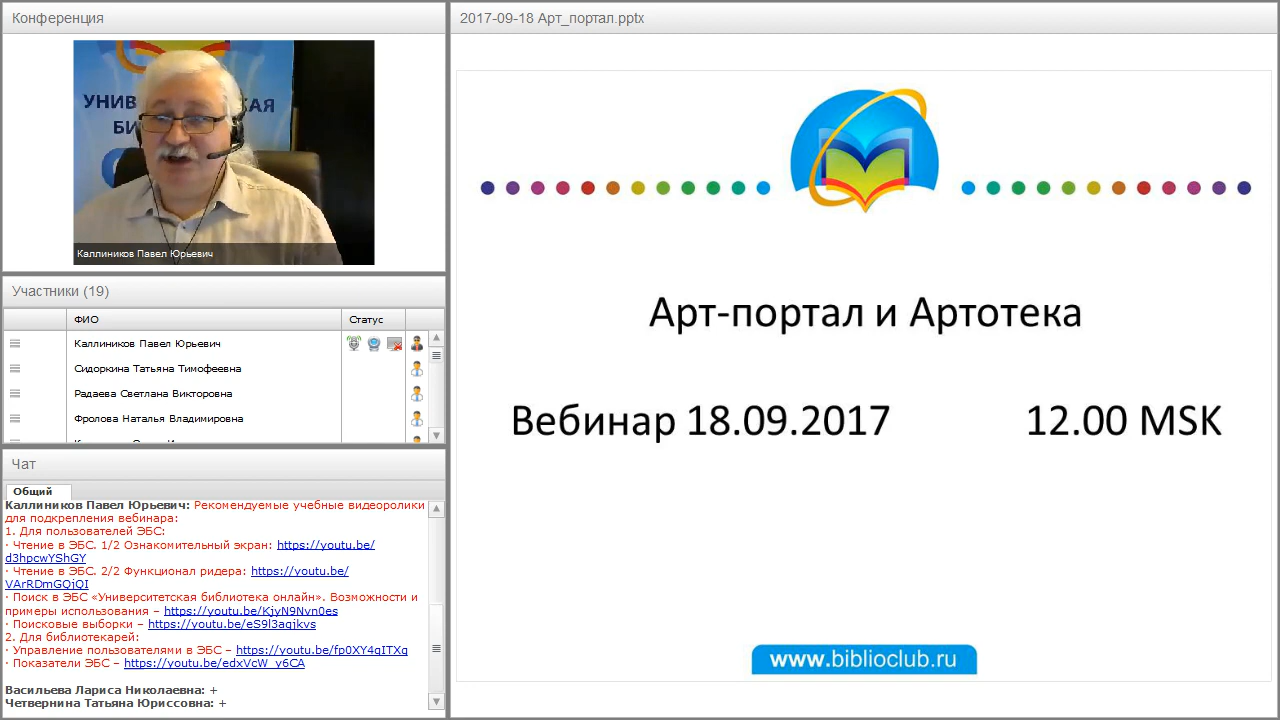 Конференция
УНИВ
АЯ
БИ
Каллиников Павел Юрьевич
Участники (19)
ФИО
Статус
Каллиников Павел Юрьевич
Сидоркина Татьяна Тимофеевна
Радаева Светлана Викторовна
Фролова Наталья Владимировна
Чат
Общий
Каллиников Павел Юрьевич: Рекомендуемые учебные видеоролики
для подкрепления вебинара:
1. Для пользователей ЭБС:
· Чтение в ЭБС. 1/2 Ознакомительный экран: https://youtu.be/
d3hpcwYShGY
· Чтение в ЭБС. 2/2 Функционал ридера: https://youtu.be/
VArRDmGQjQI
· Поиск в ЭБС «Университетская библиотека онлайн». Возможности и
примеры использования – https://youtu.be/KjyN9Nvn0es
· Поисковые выборки – https://youtu.be/eS9l3aqjkvs
2. Для библиотекарей:
· Управление пользователями в ЭБС – https://youtu.be/fp0XY4qITXg
· Показатели ЭБС – https://youtu.be/edxVcW_y6CA
Васильева Лариса Николаевна: +
Четвернина Татьяна Юриссовна: +
2017-09-18 Арт_портал.pptx
Арт-портал и Артотека
Вебинар 18.09.2017 12.00 MSK
www.biblioclub.ru